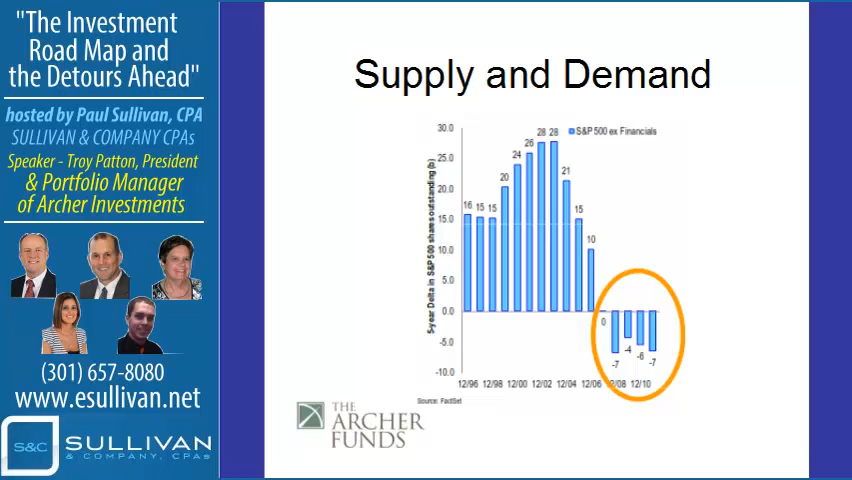 "The Investment
Road Map and
the Detours Ahead"
hosted by Paul Sullivan, CPA
SULLIVAN & COMPANY CPAs
Speaker - Troy Patton, President
& Portfolio Manager
of Archer Investments
(301) 657-8080
www.esullivan.net
S&C SULLIVAN
& COMPANY, CPAs
Supply and Demand
S&P 500 ex Financials
5-year Delta in S&P 500 shares outstanding (b)
30.0
25.0
20.0
15.0
10.0
5.0
0.0
-5.0
-10.0
16 15 15 20 24 26 28 28 21 15 10 0 -7 -4 -6 -7
12/96 12/98 12/00 12/02 12/04 12/06 12/08 12/10
Source: FactSet
THE
ARCHER
FUNDS